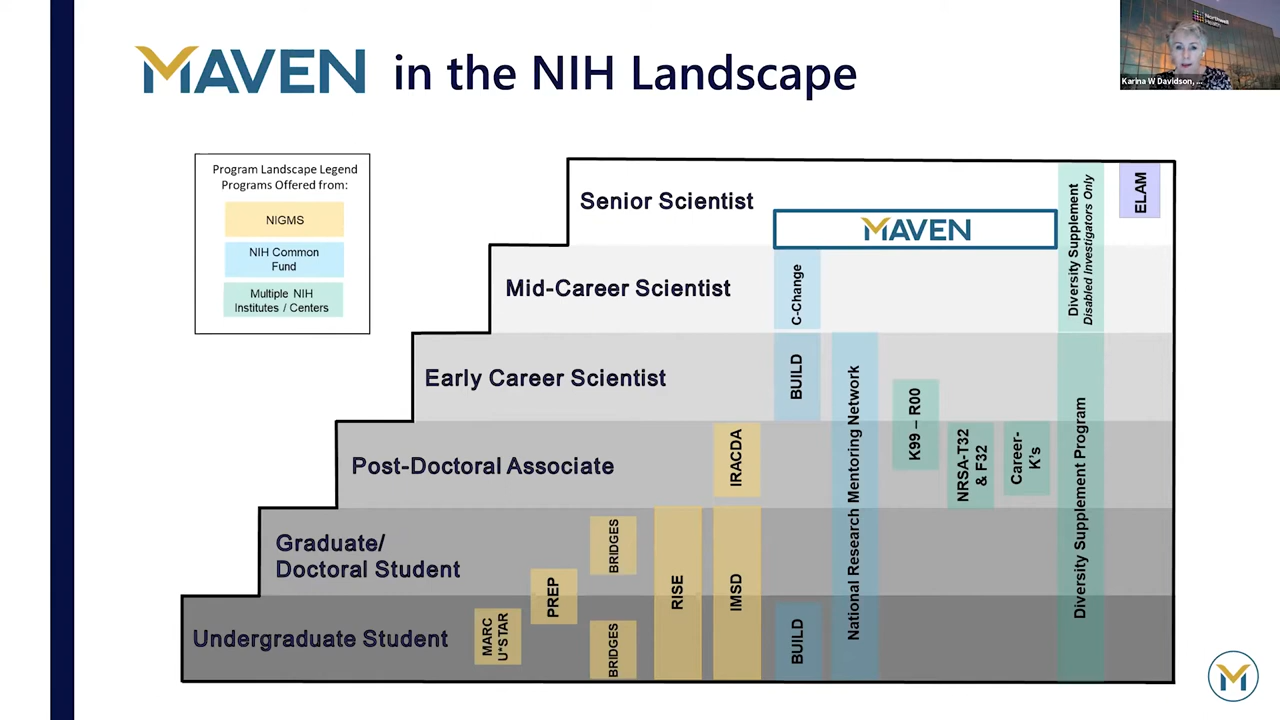 MAVEN in the NIH Landscape
Northwell
Health
Karina W Davidson, ...
Program Landscape Legend
Programs Offered from:
NIGMS
NIH Common
Fund
Multiple NIH
Institutes / Centers
Senior Scientist
MAVEN
Diversity Supplement
Disabled Investigators Only
ELAM
Mid-Career Scientist
C-Change
Early Career Scientist
BUILD
National Research Mentoring Network
K99 – R00
Diversity Supplement Program
Post-Doctoral Associate
IRACDA
NRSA-T32
& F32
Career-
K's
Graduate/
Doctoral Student
BRIDGES
RISE
IMSD
PREP
Undergraduate Student
MARC
U*STAR
BRIDGES
BUILD
M